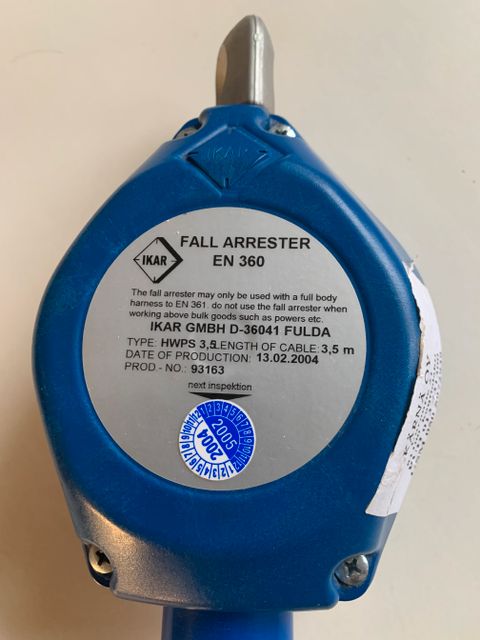 IKAR
IKAR
FALL ARRESTER
EN 360
The fall arrester may only be used with a full body
harness to EN 361. do not use the fall arrester when
working above bulk goods such as powers etc.
IKAR GMBH D-36041 FULDA
TYPE: HWPS 3,5 LENGTH OF CABLE: 3,5 m
DATE OF PRODUCTION: 13.02.2004
PROD - NO.: 93163
next inspektion
2005
2004